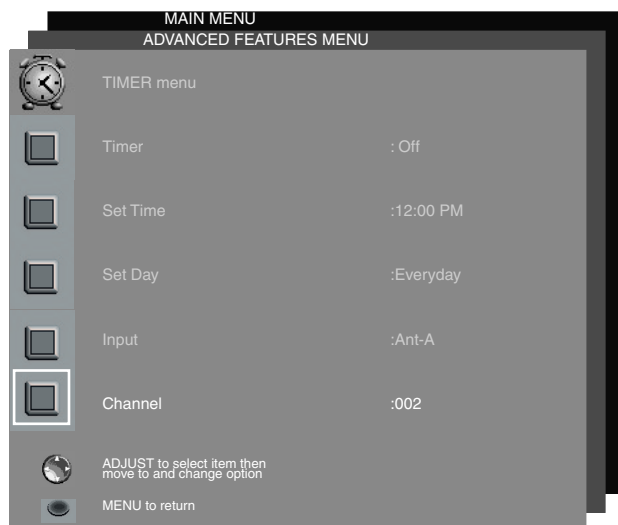 MAIN MENU
ADVANCED FEATURES MENU
TIMER menu
Timer : Off
Set Time :12:00 PM
Set Day :Everyday
Input :Ant-A
Channel :002
ADJUST to select item then
move to and change option
MENU to return